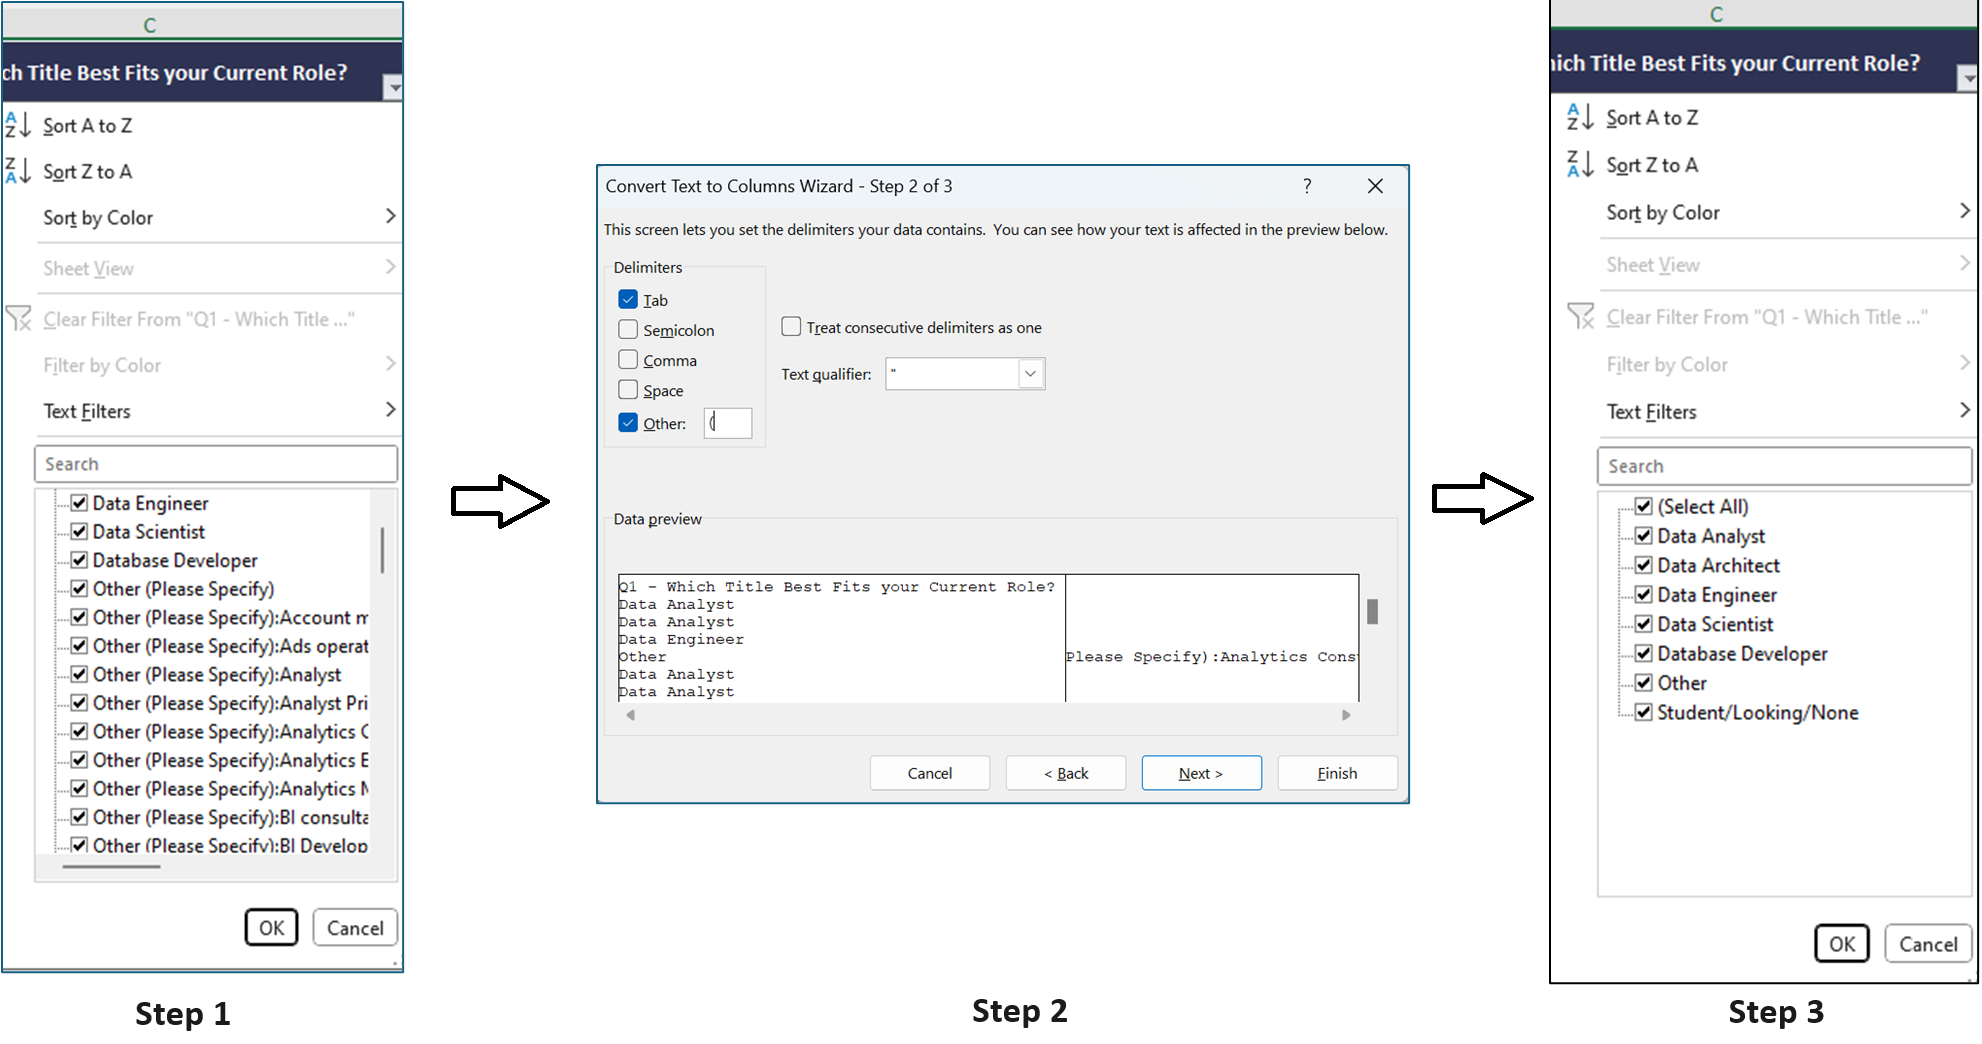 C
ch Title Best Fits your Current Role?
Sort A to Z
Sort Z to A
Sort by Color
Sheet View
Clear Filter From "Q1 - Which Title ..."
Filter by Color
Text Filters
Search
Data Engineer
Data Scientist
Database Developer
Other (Please Specify)
Other (Please Specify):Account m
Other (Please Specify):Ads operat
Other (Please Specify):Analyst
Other (Please Specify):Analyst Pri
Other (Please Specify):Analytics C
Other (Please Specify):Analytics E
Other (Please Specify):Analytics M
Other (Please Specify):BI consulta
Other (Please Specify):BI Develop
OK Cancel
Step 1
Convert Text to Columns Wizard - Step 2 of 3 ?
This screen lets you set the delimiters your data contains. You can see how your text is affected in the preview below.
Delimiters
Tab
Semicolon
Comma
Space
Other: (
Treat consecutive delimiters as one
Text qualifier: "
Data preview
Q1 - Which Title Best Fits your Current Role?
Data Analyst
Data Analyst
Data Engineer
Other Please Specify):Analytics Cons
Data Analyst
Data Analyst
Cancel < Back Next > Finish
Step 2
C
hich Title Best Fits your Current Role?
Sort A to Z
Sort Z to A
Sort by Color
Sheet View
Clear Filter From "Q1 - Which Title ..."
Filter by Color
Text Filters
Search
(Select All)
Data Analyst
Data Architect
Data Engineer
Data Scientist
Database Developer
Other
Student/Looking/None
OK Cancel
Step 3